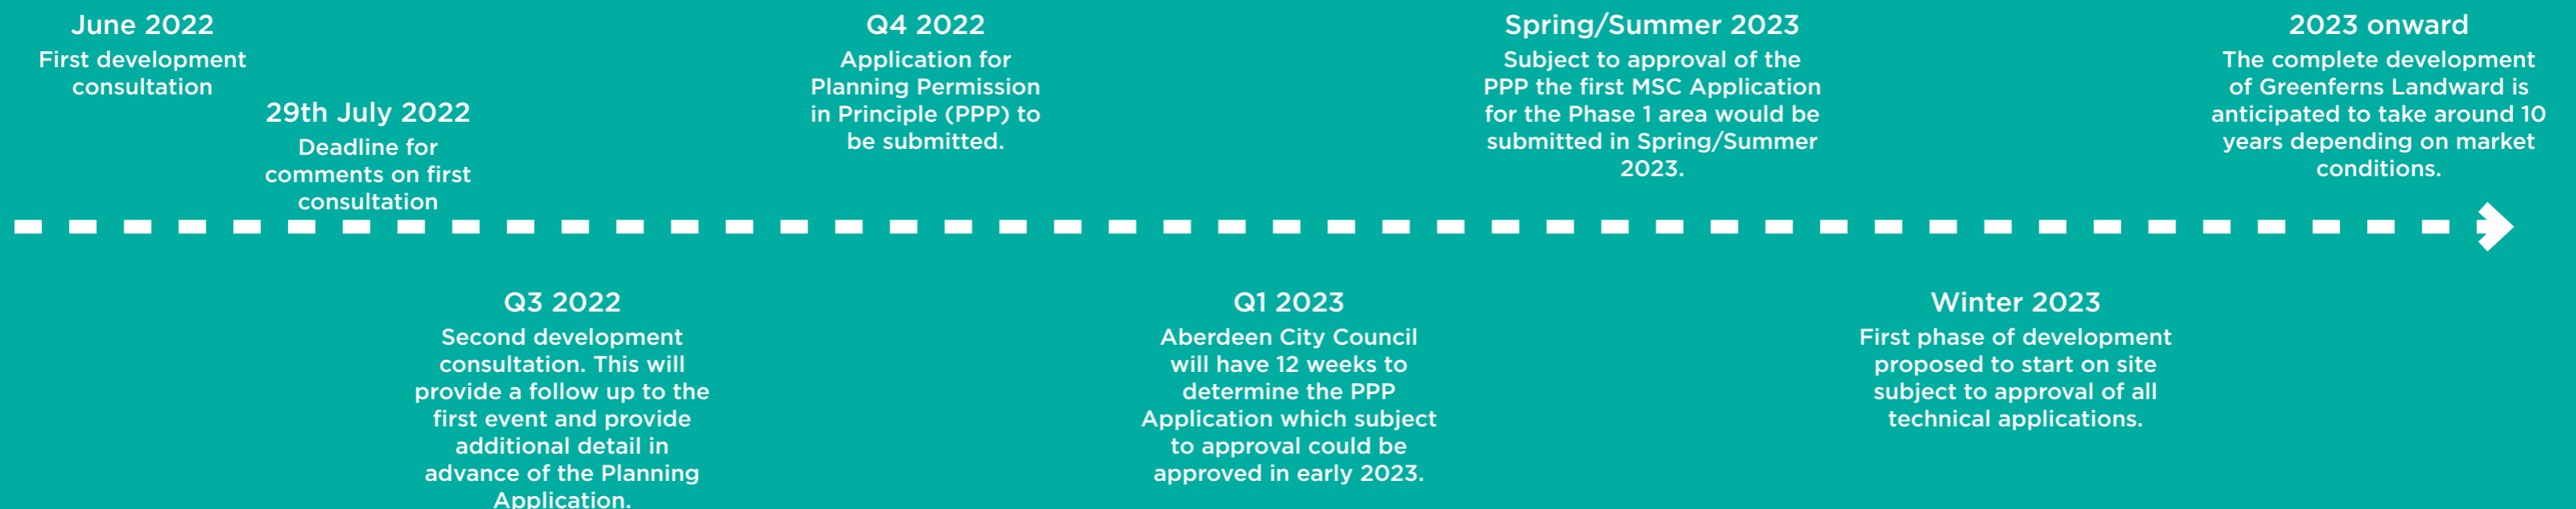 June 2022
First development
consultation
29th July 2022
Deadline for
comments on first
consultation
Q3 2022
Second development
consultation. This will
provide a follow up to the
first event and provide
additional detail in
advance of the Planning
Application.
Q4 2022
Application for
Planning Permission
in Principle (PPP) to
be submitted.
Q1 2023
Aberdeen City Council
will have 12 weeks to
determine the PPP
Application which subject
to approval could be
approved in early 2023.
Spring/Summer 2023
Subject to approval of the
PPP the first MSC Application
for the Phase 1 area would be
submitted in Spring/Summer
2023.
Winter 2023
First phase of development
proposed to start on site
subject to approval of all
technical applications.
2023 onward
The complete development
of Greenferns Landward is
anticipated to take around 10
years depending on market
conditions.